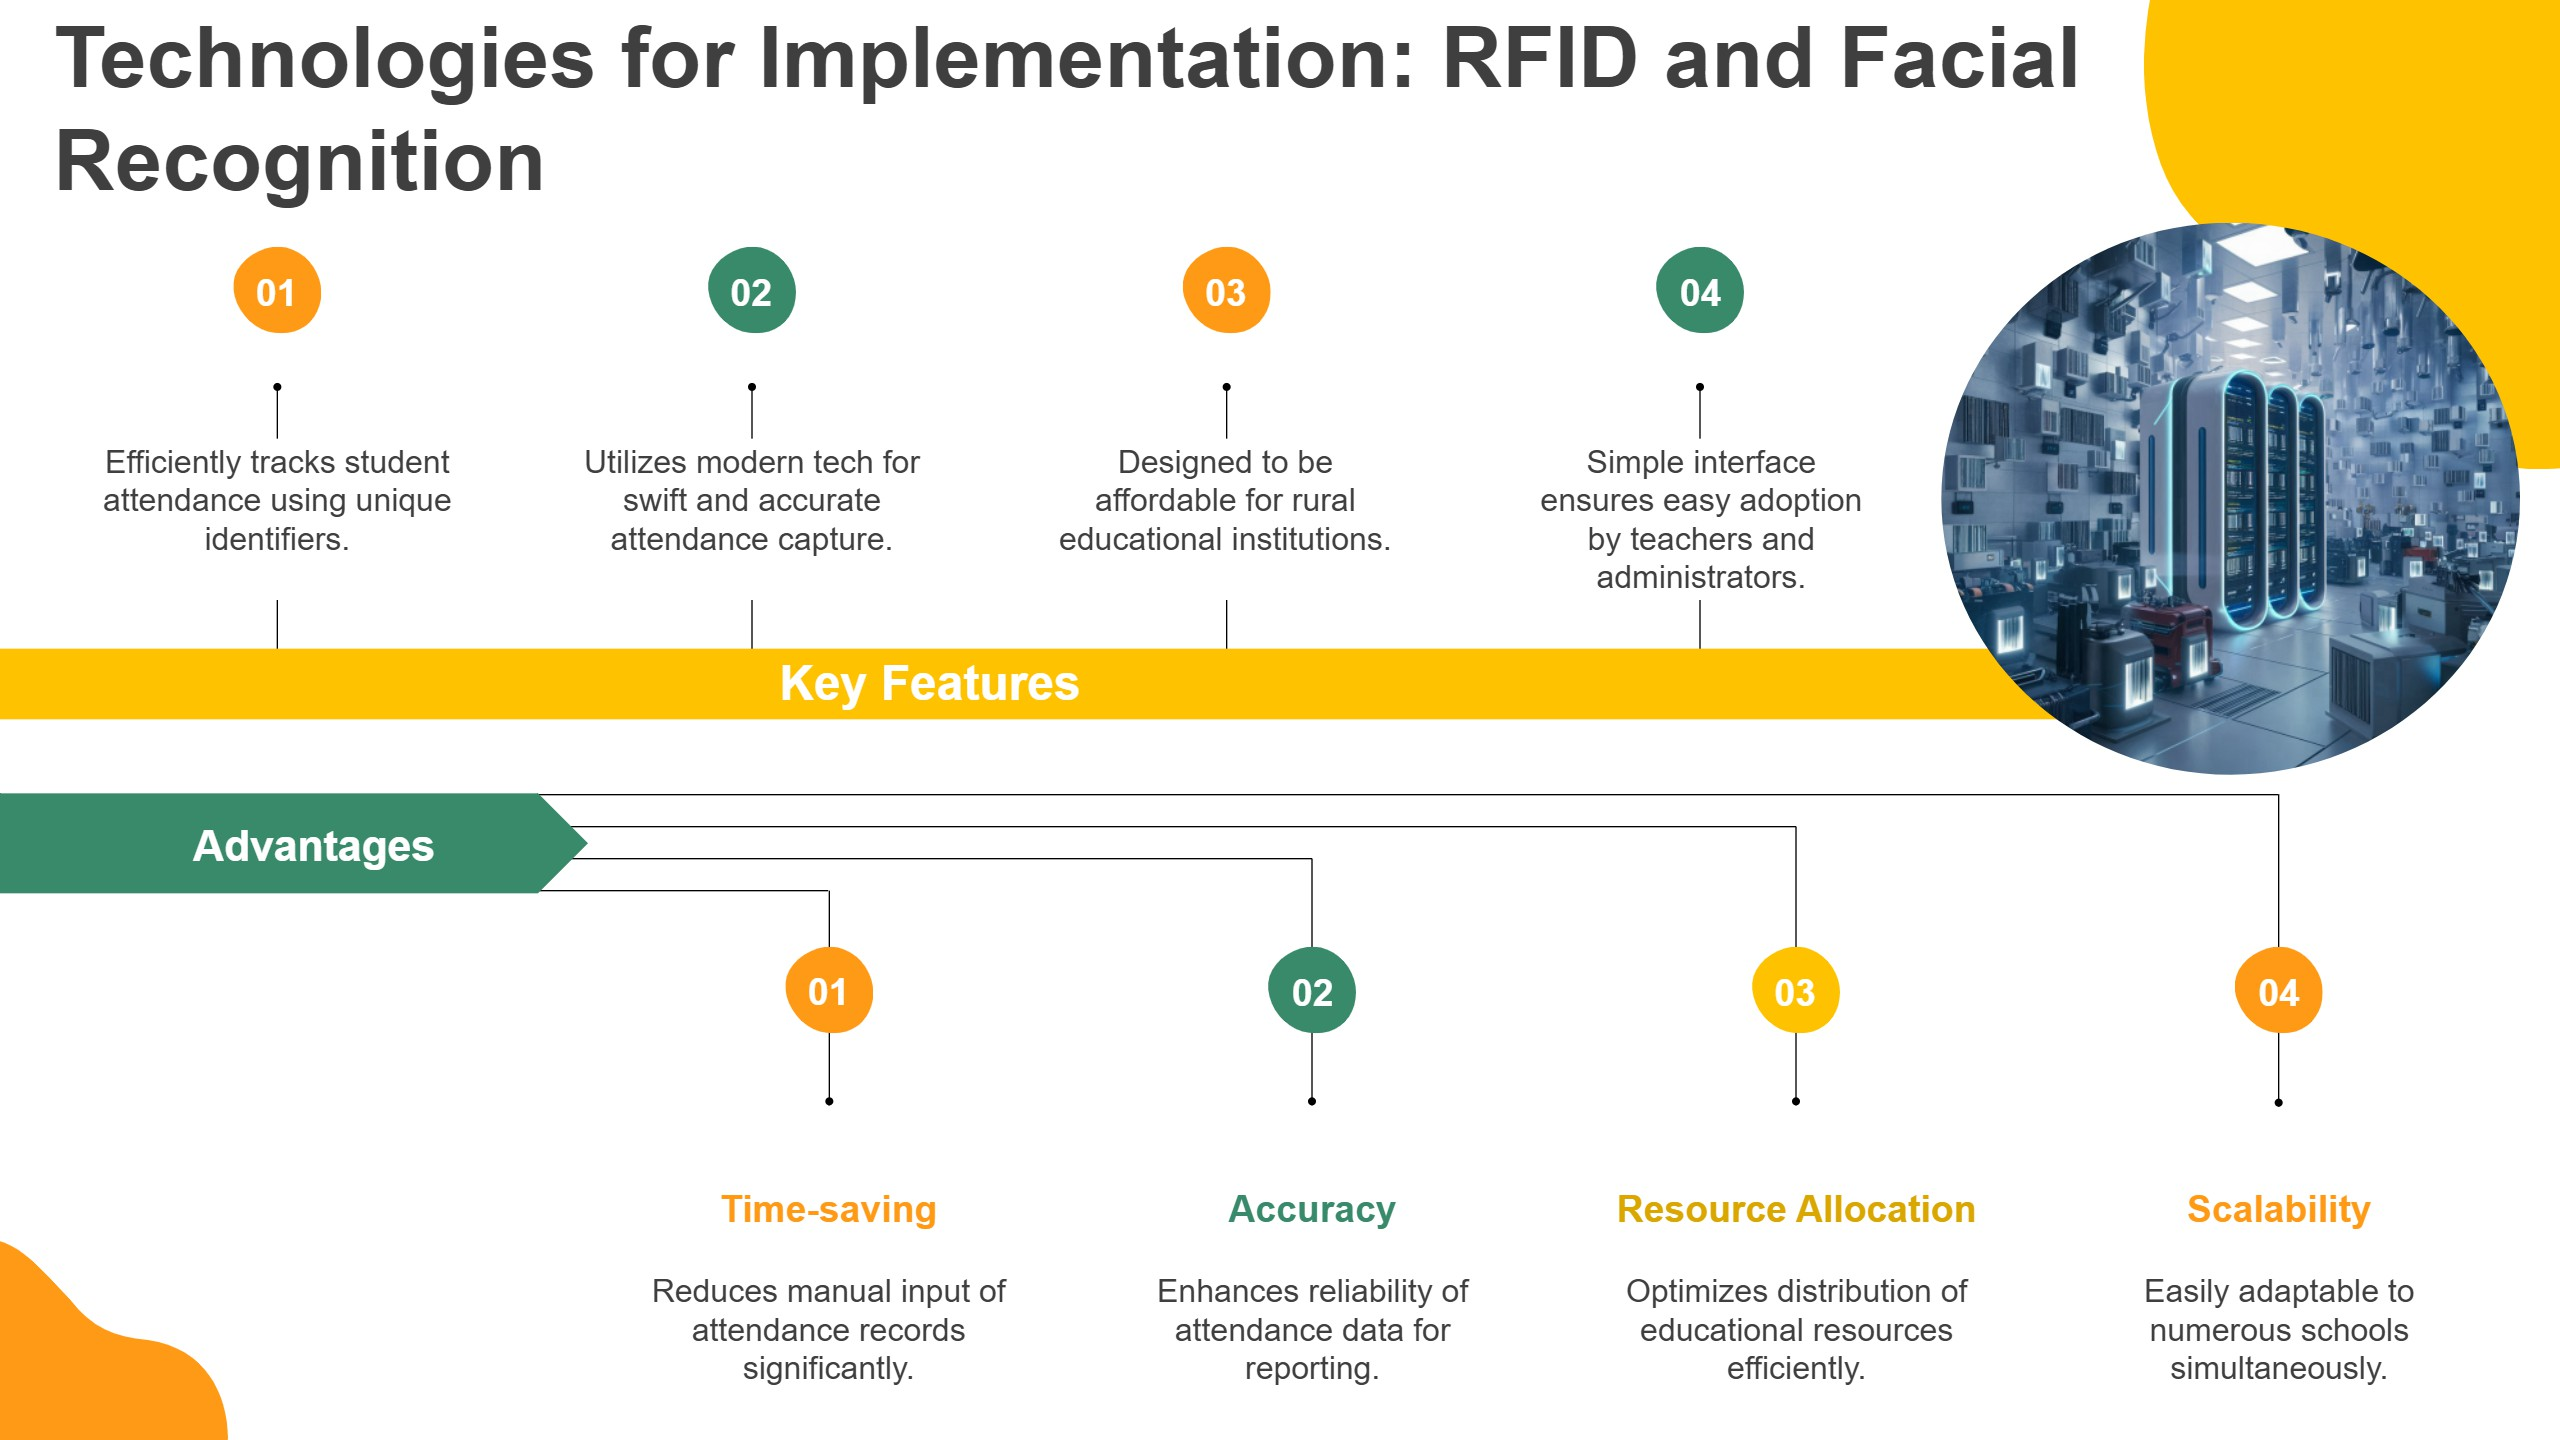 Technologies for Implementation: RFID and Facial
Recognition
01
Efficiently tracks student
attendance using unique
identifiers.
02
Utilizes modern tech for
swift and accurate
attendance capture.
03
Designed to be
affordable for rural
educational institutions.
04
Simple interface
ensures easy adoption
by teachers and
administrators.
Key Features
Advantages
01
Time-saving
Reduces manual input of
attendance records
significantly.
02
Accuracy
Enhances reliability of
attendance data for
reporting.
03
Resource Allocation
Optimizes distribution of
educational resources
efficiently.
04
Scalability
Easily adaptable to
numerous schools
simultaneously.